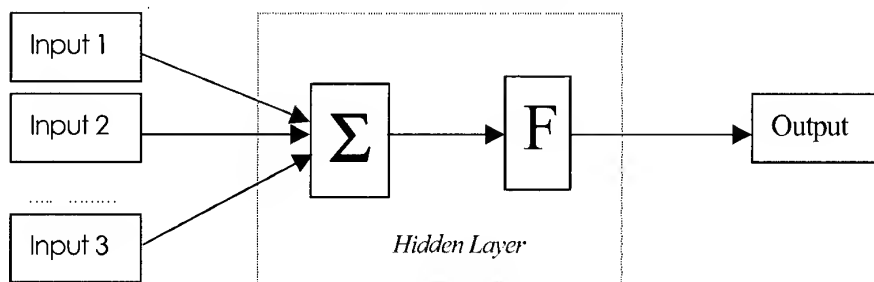 Input 1
Input 2
..... .........
Input 3
Σ
F
Output
Hidden Layer